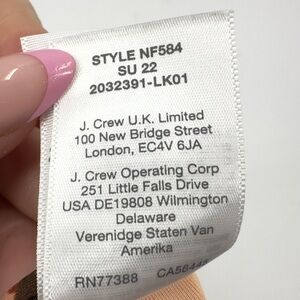 STYLE NF584
SU 22
2032391-LK01
J. Crew U.K. Limited
100 New Bridge Street
London, EC4V 6JA
J. Crew Operating Corp
251 Little Falls Drive
USA DE19808 Wilmington
Delaware
Verenidge Staten Van
Amerika
RN77388